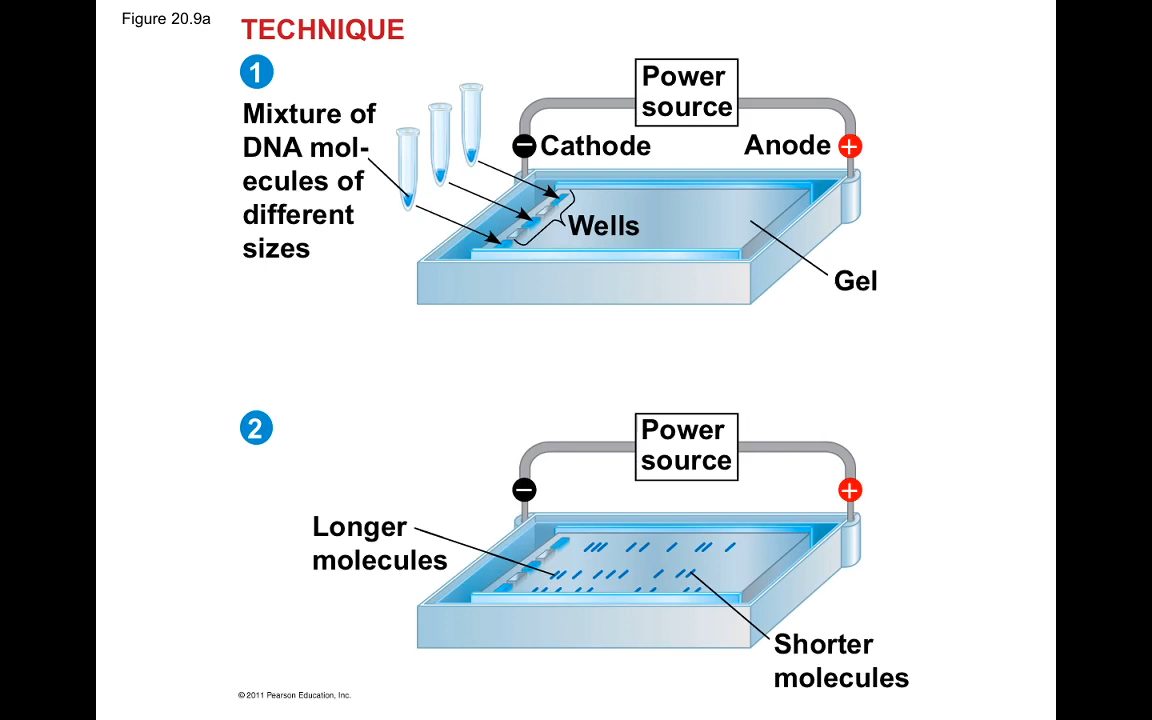 Figure 20.9a
TECHNIQUE
1
Mixture of
DNA mol-
ecules of
different
sizes
Power
source
− Cathode
Anode +
Wells
Gel
2
Power
source
−
+
Longer
molecules
Shorter
molecules
© 2011 Pearson Education, Inc.